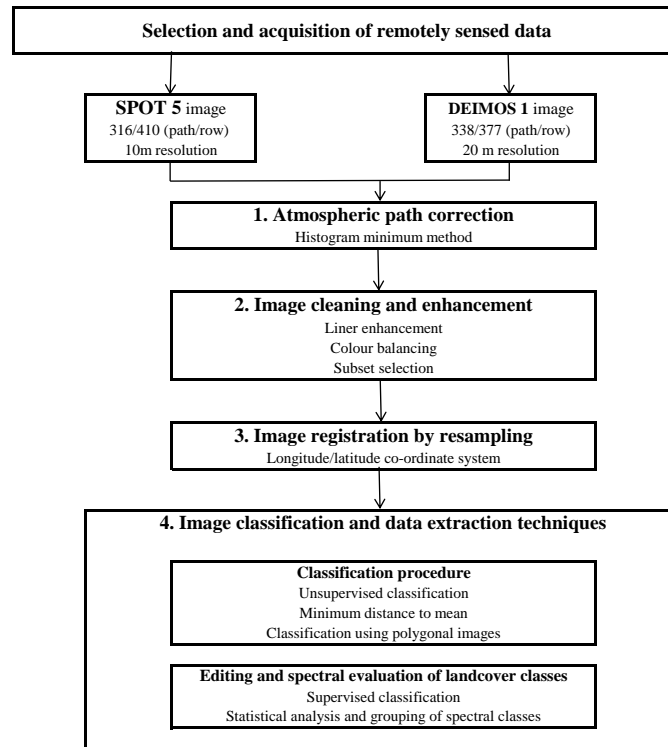 Selection and acquisition of remotely sensed data
SPOT 5 image
316/410 (path/row)
10m resolution
DEIMOS 1 image
338/377 (path/row)
20 m resolution
1. Atmospheric path correction
Histogram minimum method
2. Image cleaning and enhancement
Liner enhancement
Colour balancing
Subset selection
3. Image registration by resampling
Longitude/latitude co-ordinate system
4. Image classification and data extraction techniques
Classification procedure
Unsupervised classification
Minimum distance to mean
Classification using polygonal images
Editing and spectral evaluation of landcover classes
Supervised classification
Statistical analysis and grouping of spectral classes